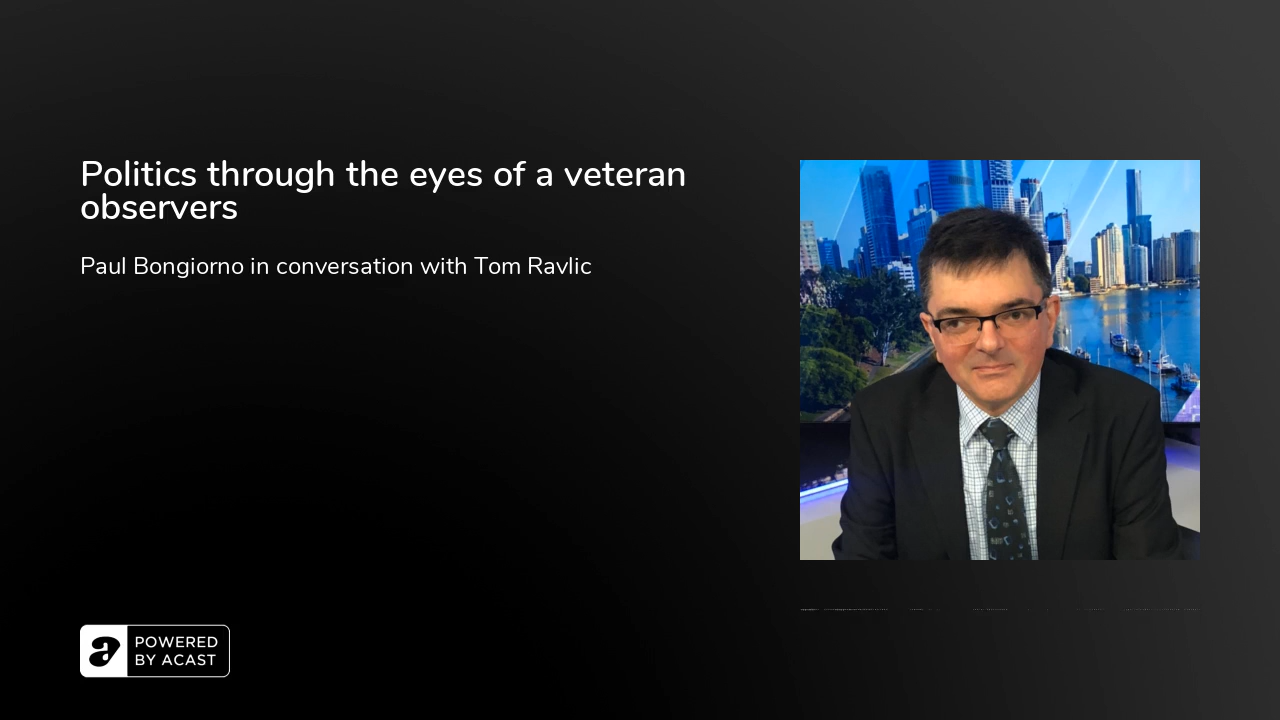 Politics through the eyes of a veteran
observers
Paul Bongiorno in conversation with Tom Ravlic
POWERED
BY ACAST